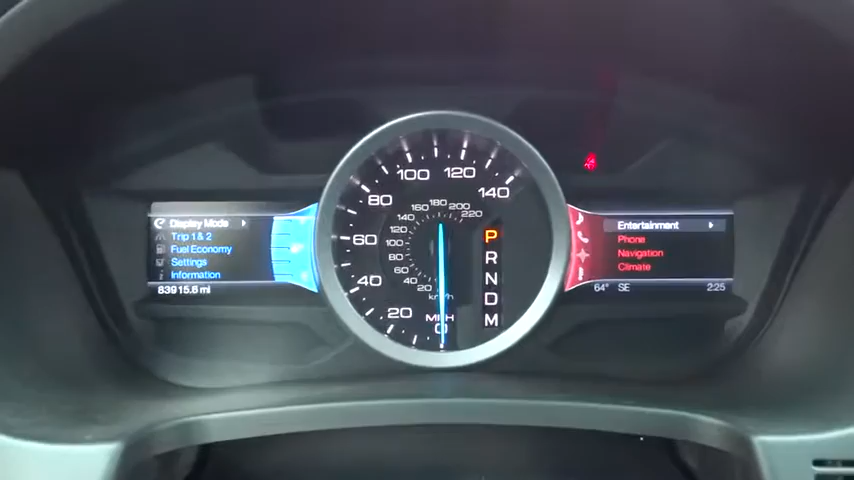 Display Mode
Trip 1 & 2
Fuel Economy
Settings
Information
83915.6 mi
0
20
40
60
80
100
120
140
20
40
60
80
100
120
140
160
180
200
220
km/h
MPH
P
R
N
D
M
Entertainment
Phone
Navigation
Climate
64° SE 2:25